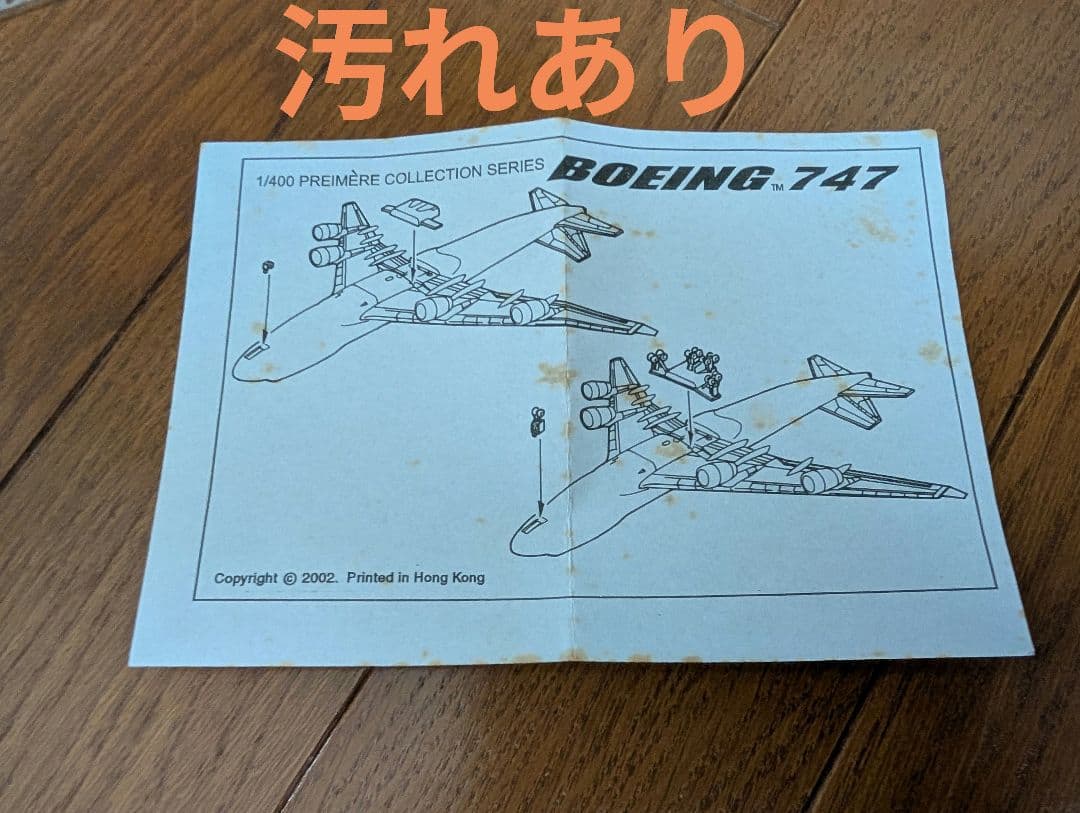 汚れあり
1/400 PREIMÈRE COLLECTION SERIES BOEING™ 747
Copyright © 2002. Printed in Hong Kong